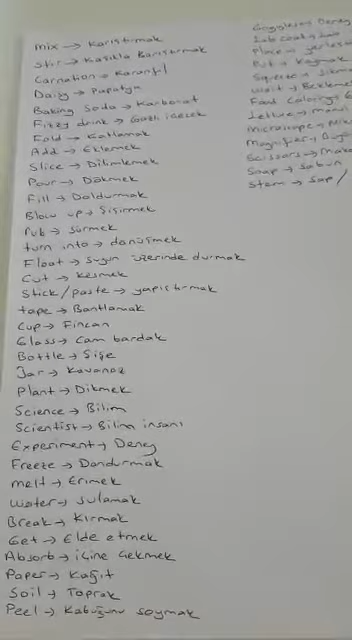 mix → Karıştırmak
Stir → Kaşıkla Karıştırmak
Carnation → Karanfil
Daisy → Papatya
Baking Soda → Karbonat
Fizzy drink → Gazlı içecek
Fold → Katlamak
Add → Eklemek
Slice → Dilimlemek
Pour → Dökmek
Fill → Doldurmak
Blow up → Şişirmek
Rub → Sürmek
turn into → dönüşmek
Float → Suyun üzerinde durmak
Cut → Kesmek
Stick/paste → yapıştırmak
tape → Bantlamak
Cup → Fincan
Glass → Cam bardak
Bottle → Şişe
Jar → Kavanoz
Plant → Dikmek
Science → Bilim
Scientist → Bilim insanı
Experiment → Deney
Freeze → Dondurmak
melt → Erimek
Water → Sulamak
Break → Kırmak
Get → Elde etmek
Absorb → içine Çekmek
Paper → Kağıt
Soil → Toprak
Peel → Kabuğunu soymak
Goggles → Deney
Lab coat → Lab
Place → yerleş
Put → Koymak
Squeeze → Sıkma
Wait → Beklem
Food Coloring →
Lettuce → marul
microscope →
Magnifier →
Scissors → Maka
Soap → Sabun
Stem → Sap /